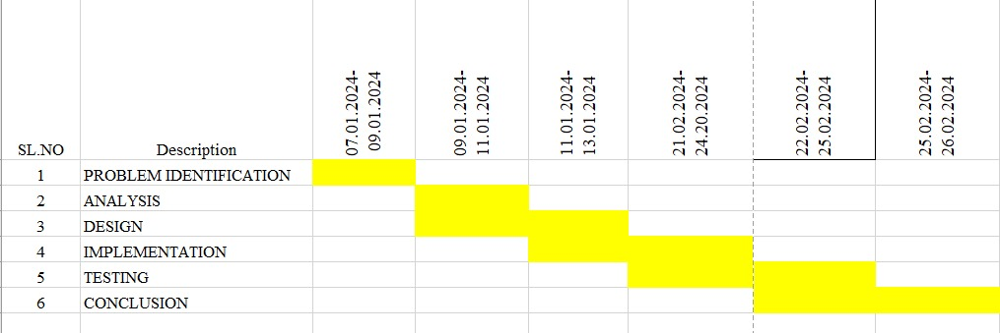 SL.NO Description 07.01.2024- 09.01.2024 09.01.2024- 11.01.2024 11.01.2024- 13.01.2024 21.02.2024- 24.20.2024 22.02.2024- 25.02.2024 25.02.2024- 26.02.2024
1 PROBLEM IDENTIFICATION
2 ANALYSIS
3 DESIGN
4 IMPLEMENTATION
5 TESTING
6 CONCLUSION